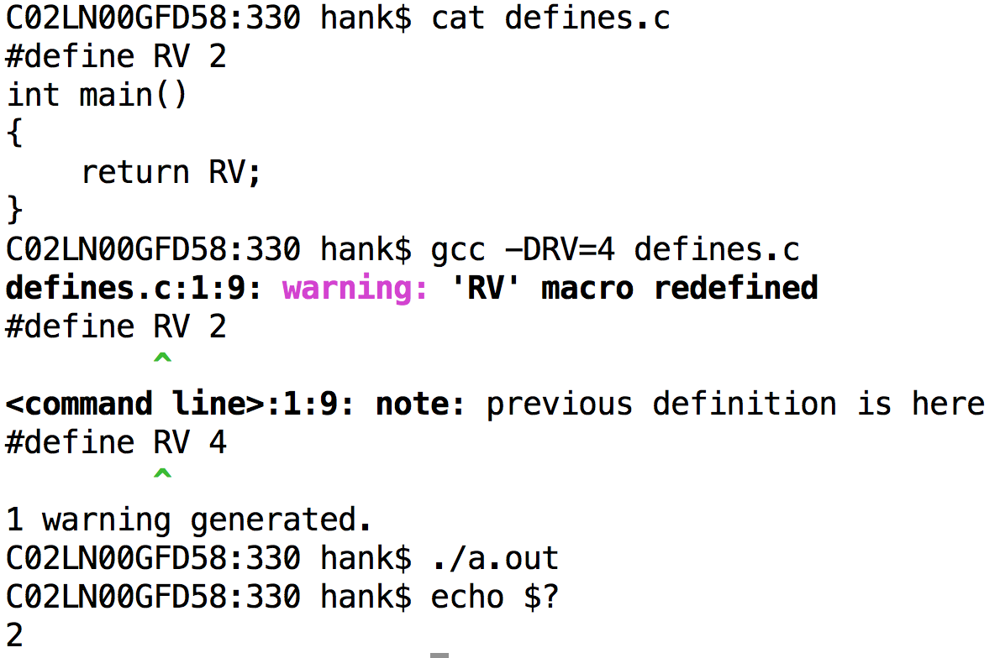 C02LN00GFD58:330 hank$ cat defines.c
#define RV 2
int main()
{
    return RV;
}
C02LN00GFD58:330 hank$ gcc -DRV=4 defines.c
defines.c:1:9: warning: 'RV' macro redefined
#define RV 2
        ^
<command line>:1:9: note: previous definition is here
#define RV 4
        ^
1 warning generated.
C02LN00GFD58:330 hank$ ./a.out
C02LN00GFD58:330 hank$ echo $?
2